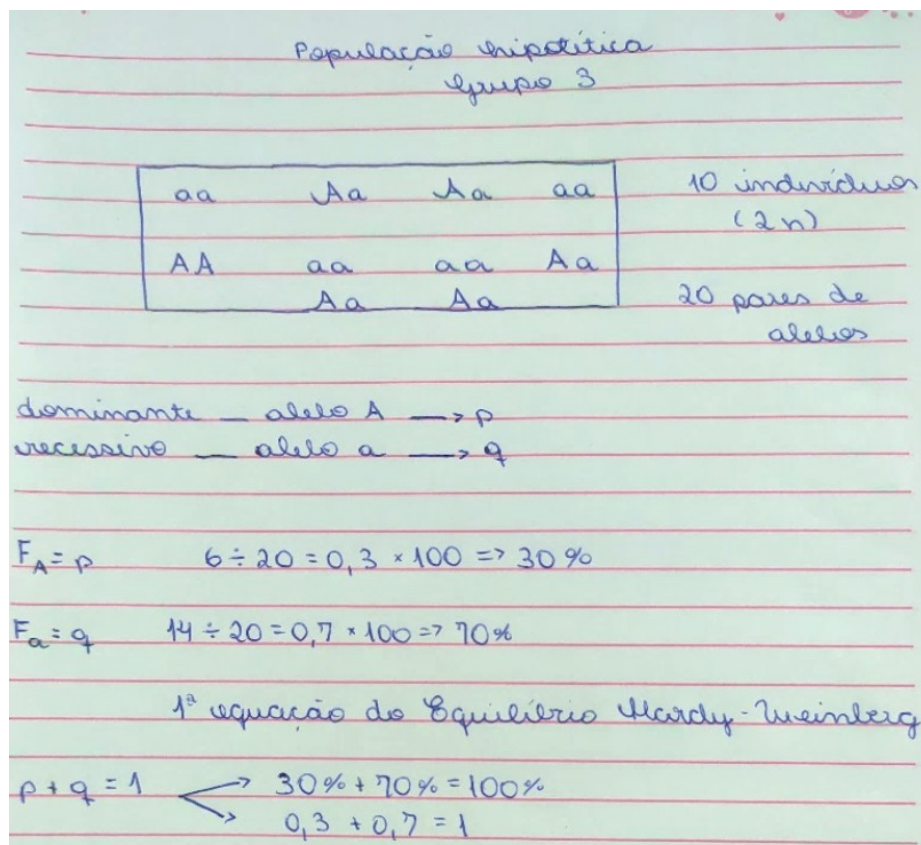 População hipotética
Grupo 3
aa Aa Aa aa
10 indivíduos
(2n)
AA aa aa Aa
Aa Aa
20 pares de
alelos
dominante — alelo A —> p
recessivo — alelo a —> q
F_A = p 6 ÷ 20 = 0,3 × 100 => 30%
F_a = q 14 ÷ 20 = 0,7 × 100 => 70%
1ª equação do Equilíbrio Hardy-Weinberg
p + q = 1 30% + 70% = 100%
0,3 + 0,7 = 1